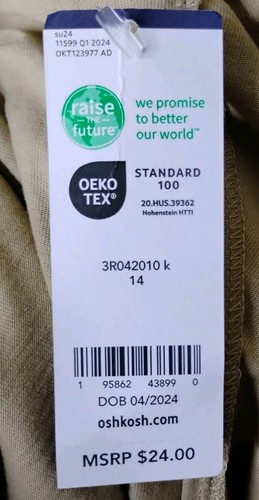 su24
11599 Q1 2024
OKT123977 AD
raise
THE
future
we promise
to better
our world™
OEKO
TEX®
STANDARD
100
20.HUS.39362
Hohenstein HTTI
3R042010 k
14
1 95862 43899 0
DOB 04/2024
oshkosh.com
MSRP $24.00